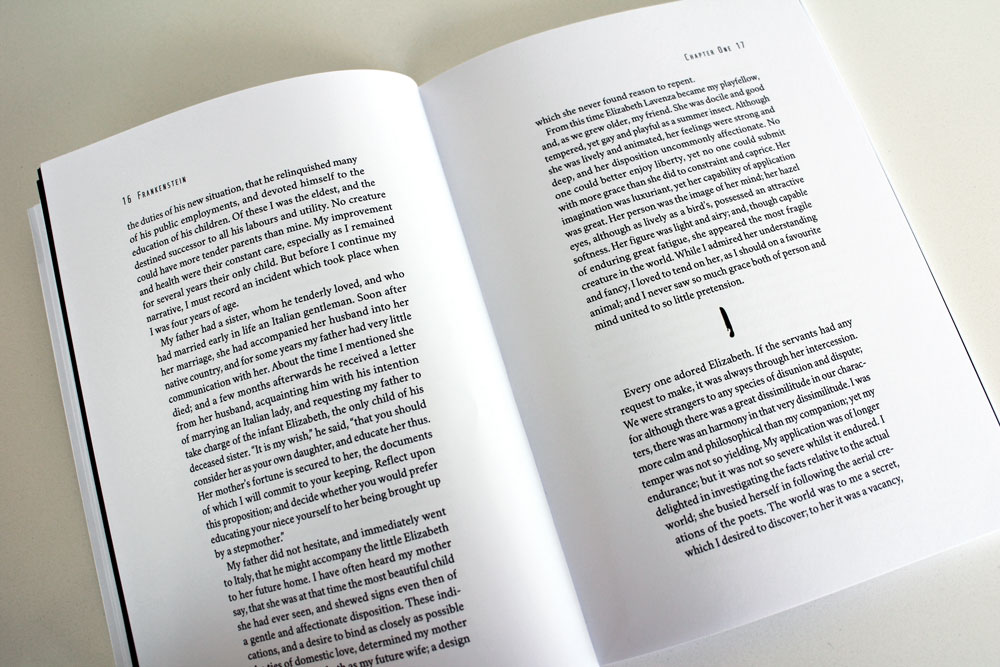 16 Frankenstein
the duties of his new situation, that he relinquished many
of his public employments, and devoted himself to the
education of his children. Of these I was the eldest, and the
destined successor to all his labours and utility. No creature
could have more tender parents than mine. My improvement
and health were their constant care, especially as I remained
for several years their only child. But before I continue my
narrative, I must record an incident which took place when
I was four years of age.
My father had a sister, whom he tenderly loved, and who
had married early in life an Italian gentleman. Soon after
her marriage, she had accompanied her husband into her
native country, and for some years my father had very little
communication with her. About the time I mentioned she
died; and a few months afterwards he received a letter
from her husband, acquainting him with his intention
of marrying an Italian lady, and requesting my father to
take charge of the infant Elizabeth, the only child of his
deceased sister. “It is my wish,” he said, “that you should
consider her as your own daughter, and educate her thus.
Her mother’s fortune is secured to her, the documents
of which I will commit to your keeping. Reflect upon
this proposition; and decide whether you would prefer
educating your niece yourself to her being brought up
by a stepmother.”
My father did not hesitate, and immediately went
to Italy, that he might accompany the little Elizabeth
to her future home. I have often heard my mother
say, that she was at that time the most beautiful child
she had ever seen, and shewed signs even then of
a gentle and affectionate disposition. These indi-
cations, and a desire to bind as closely as possible
ties of domestic love, determined my mother
as my future wife; a design
Chapter One 17
which she never found reason to repent.
From this time Elizabeth Lavenza became my playfellow,
and, as we grew older, my friend. She was docile and good
tempered, yet gay and playful as a summer insect. Although
she was lively and animated, her feelings were strong and
deep, and her disposition uncommonly affectionate. No
one could better enjoy liberty, yet no one could submit
with more grace than she did to constraint and caprice. Her
imagination was luxuriant, yet her capability of application
was great. Her person was the image of her mind; her hazel
eyes, although as lively as a bird’s, possessed an attractive
softness. Her figure was light and airy; and, though capable
of enduring great fatigue, she appeared the most fragile
creature in the world. While I admired her understanding
and fancy, I loved to tend on her, as I should on a favourite
animal; and I never saw so much grace both of person and
mind united to so little pretension.
Every one adored Elizabeth. If the servants had any
request to make, it was always through her intercession.
We were strangers to any species of disunion and dispute;
for although there was a great dissimilitude in our charac-
ters, there was an harmony in that very dissimilitude. I was
more calm and philosophical than my companion; yet my
temper was not so yielding. My application was of longer
endurance; but it was not so severe whilst it endured. I
delighted in investigating the facts relative to the actual
world; she busied herself in following the aerial cre-
ations of the poets. The world was to me a secret,
which I desired to discover; to her it was a vacancy,